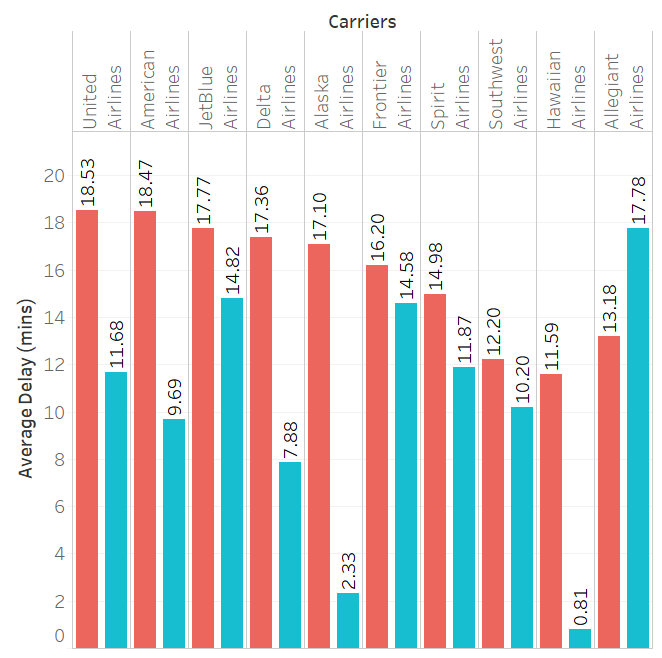 Carriers
United
Airlines
American
Airlines
JetBlue
Airlines
Delta
Airlines
Alaska
Airlines
Frontier
Airlines
Spirit
Airlines
Southwest
Airlines
Hawaiian
Airlines
Allegiant
Airlines
Average Delay (mins)
20
18
16
14
12
10
8
6
4
2
0
18.53
11.68
18.47
9.69
17.77
14.82
17.36
7.88
17.10
2.33
16.20
14.58
14.98
11.87
12.20
10.20
11.59
0.81
13.18
17.78